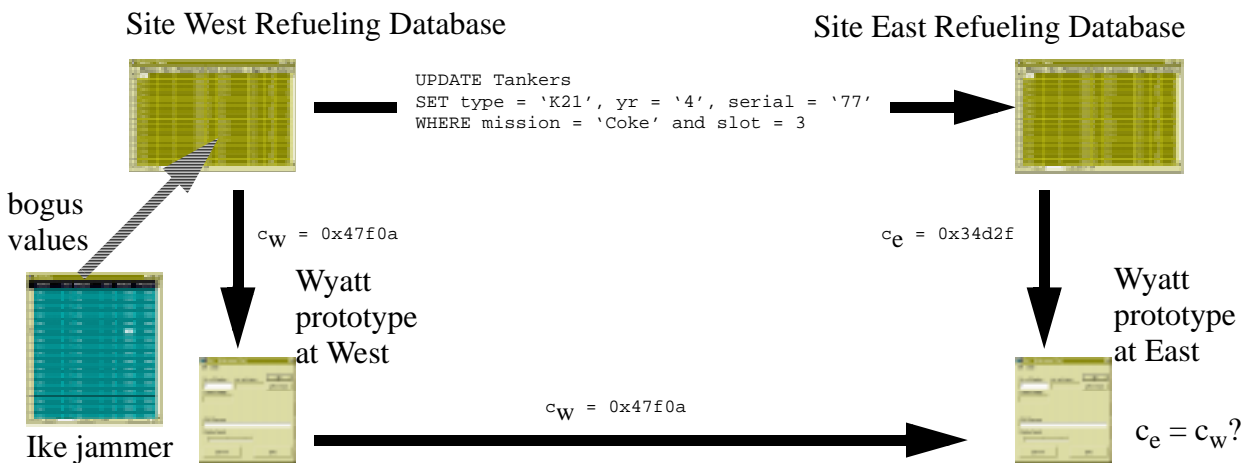 Site West Refueling Database
Site East Refueling Database
UPDATE Tankers
SET type = ‘K21’, yr = ‘4’, serial = ‘77’
WHERE mission = ‘Coke’ and slot = 3
bogus
values
cw = 0x47f0a
ce = 0x34d2f
Wyatt
prototype
at West
Wyatt
prototype
at East
cw = 0x47f0a
Ike jammer
ce = cw?